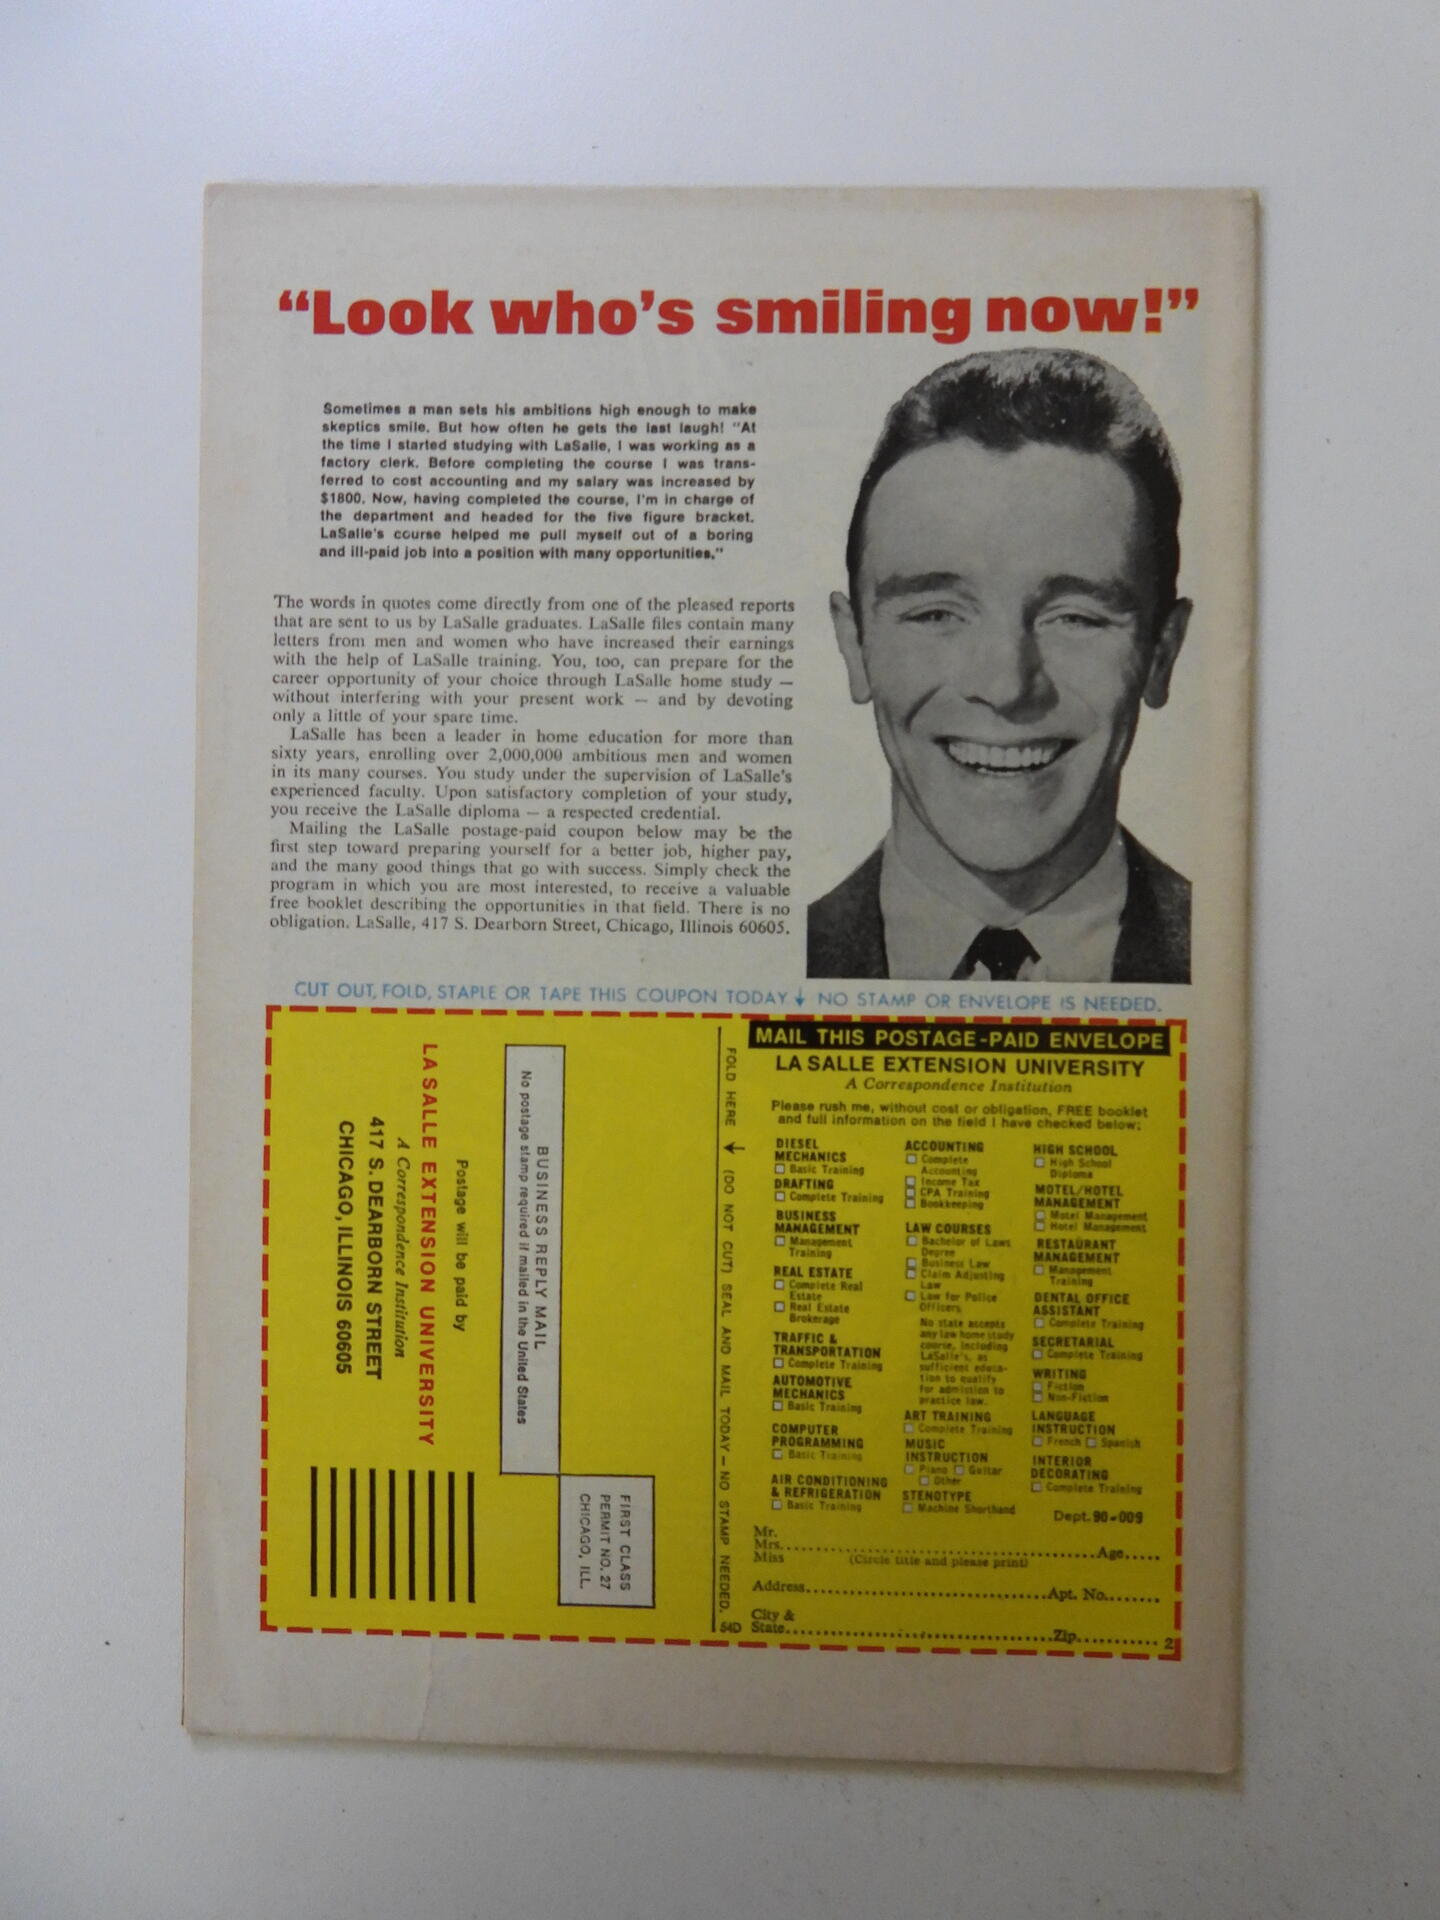 “Look who’s smiling now!”
Sometimes a man sets his ambitions high enough to make
skeptics smile. But how often he gets the last laugh! “At
the time I started studying with LaSalle, I was working as a
factory clerk. Before completing the course I was trans-
ferred to cost accounting and my salary was increased by
$1800. Now, having completed the course, I’m in charge of
the department and headed for the five figure bracket.
LaSalle’s course helped me pull myself out of a boring
and ill-paid job into a position with many opportunities.”
The words in quotes come directly from one of the pleased reports
that are sent to us by LaSalle graduates. LaSalle files contain many
letters from men and women who have increased their earnings
with the help of LaSalle training. You, too, can prepare for the
career opportunity of your choice through LaSalle home study —
without interfering with your present work — and by devoting
only a little of your spare time.
LaSalle has been a leader in home education for more than
sixty years, enrolling over 2,000,000 ambitious men and women
in its many courses. You study under the supervision of LaSalle’s
experienced faculty. Upon satisfactory completion of your study,
you receive the LaSalle diploma — a respected credential.
Mailing the LaSalle postage-paid coupon below may be the
first step toward preparing yourself for a better job, higher pay,
and the many good things that go with success. Simply check the
program in which you are most interested, to receive a valuable
free booklet describing the opportunities in that field. There is no
obligation. LaSalle, 417 S. Dearborn Street, Chicago, Illinois 60605.
CUT OUT, FOLD, STAPLE OR TAPE THIS COUPON TODAY ↓ NO STAMP OR ENVELOPE IS NEEDED.
FIRST CLASS
PERMIT NO. 27
CHICAGO, ILL.
BUSINESS REPLY MAIL
No postage stamp required if mailed in the United States
Postage will be paid by
LA SALLE EXTENSION UNIVERSITY
A Correspondence Institution
417 S. DEARBORN STREET
CHICAGO, ILLINOIS 60605
FOLD HERE → (DO NOT CUT) SEAL AND MAIL TODAY — NO STAMP NEEDED.
54D
MAIL THIS POSTAGE-PAID ENVELOPE
LA SALLE EXTENSION UNIVERSITY
A Correspondence Institution
Please rush me, without cost or obligation, FREE booklet
and full information on the field I have checked below:
DIESEL
MECHANICS
☐ Basic Training
DRAFTING
☐ Complete Training
BUSINESS
MANAGEMENT
☐ Management
Training
REAL ESTATE
☐ Complete Real
Estate
☐ Real Estate
Brokerage
TRAFFIC &
TRANSPORTATION
☐ Complete Training
AUTOMOTIVE
MECHANICS
☐ Basic Training
COMPUTER
PROGRAMMING
☐ Basic Training
AIR CONDITIONING
& REFRIGERATION
☐ Basic Training
ACCOUNTING
☐ Complete
Accounting
☐ Income Tax
☐ CPA Training
☐ Bookkeeping
LAW COURSES
☐ Bachelor of Laws
Degree
☐ Business Law
☐ Claim Adjusting
Law
☐ Law for Police
Officers
No state accepts
any law home study
course, including
LaSalle’s, as
sufficient educa-
tion to qualify
for admission to
practice law.
ART TRAINING
☐ Complete Training
MUSIC
INSTRUCTION
☐ Piano ☐ Guitar
☐ Other
STENOTYPE
☐ Machine Shorthand
HIGH SCHOOL
☐ High School
Diploma
MOTEL/HOTEL
MANAGEMENT
☐ Motel Management
☐ Hotel Management
RESTAURANT
MANAGEMENT
☐ Management
Training
DENTAL OFFICE
ASSISTANT
☐ Complete Training
SECRETARIAL
☐ Complete Training
WRITING
☐ Fiction
☐ Non-Fiction
LANGUAGE
INSTRUCTION
☐ French ☐ Spanish
INTERIOR
DECORATING
☐ Complete Training
Dept. 90-009
Mr.
Mrs. Age
Miss (Circle title and please print)
Address Apt. No.
City &
State Zip
2